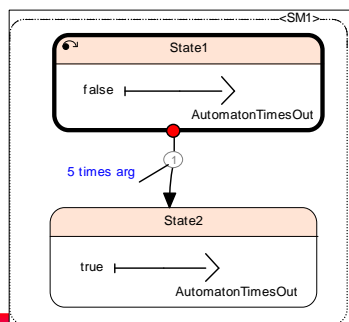 <SM1>
State1
false
AutomatonTimesOut
1
5 times arg
State2
true
AutomatonTimesOut